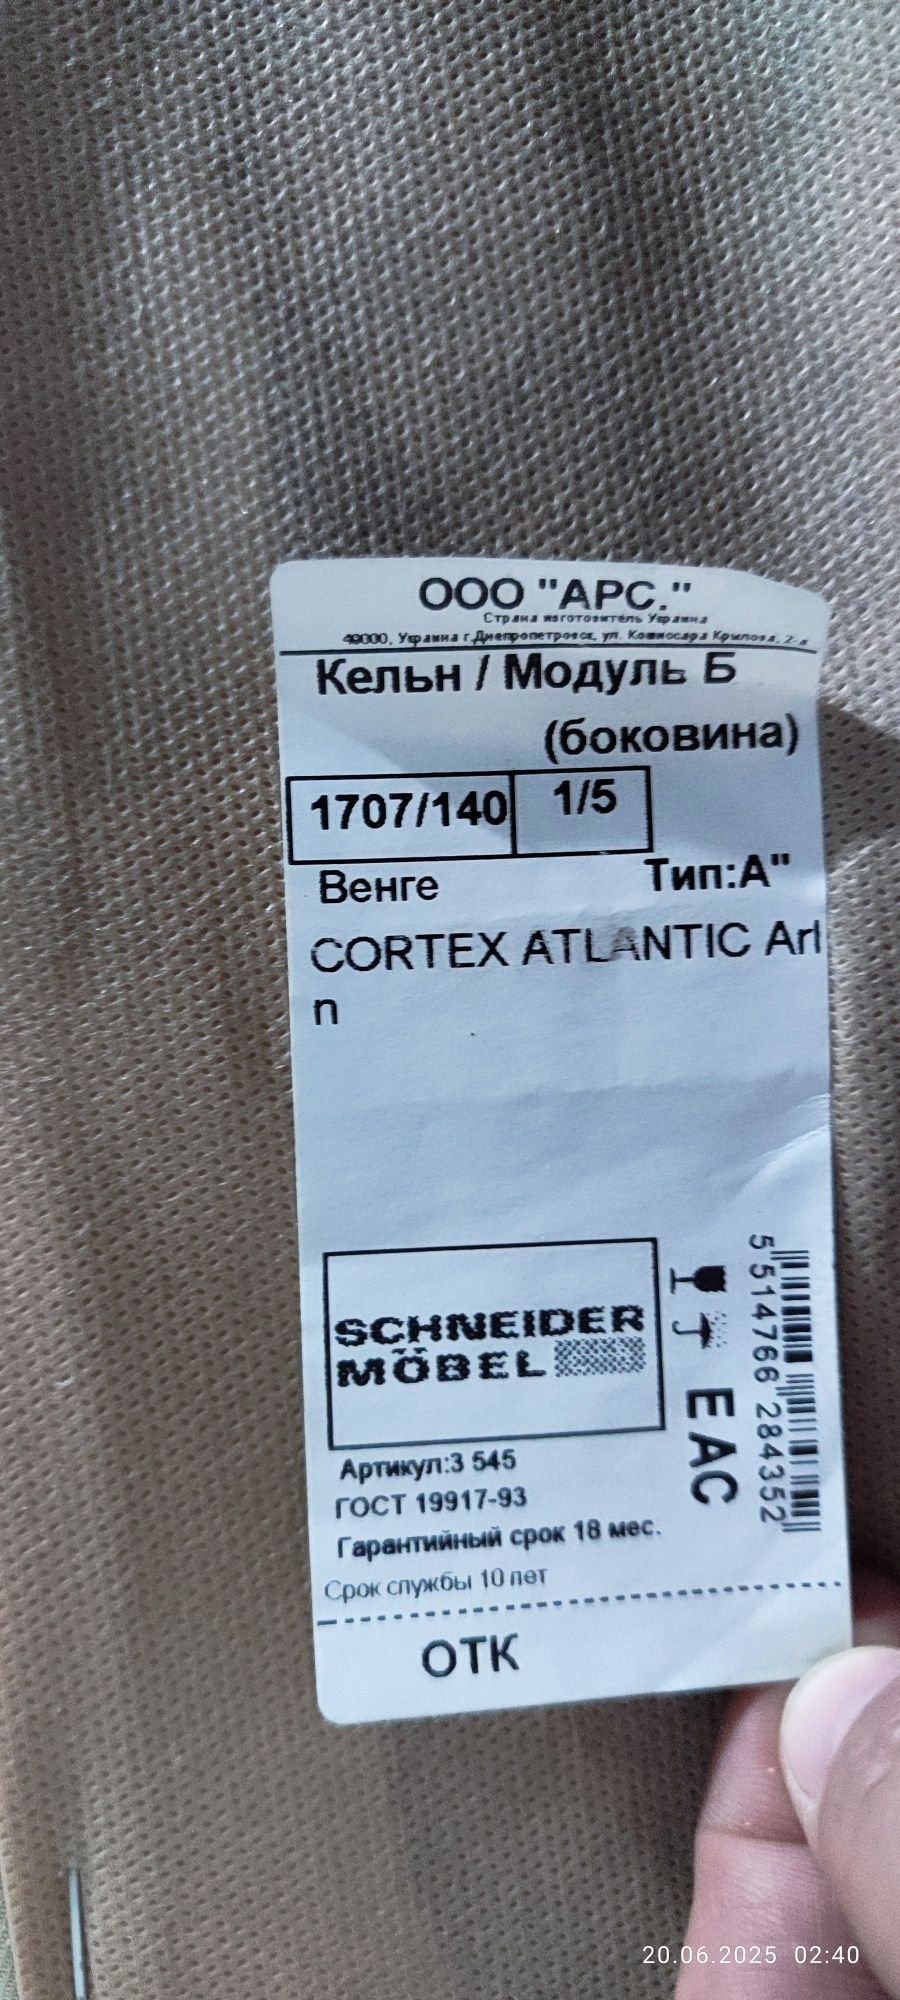 ООО "АРС."
Страна изготовитель Украина
49000, Украина г.Днепропетровск, ул. Комиссара Крылова, 2-д
Кельн / Модуль Б
(боковина)
1707/140 1/5
Венге Тип:А"
CORTEX ATLANTIC Arl
n
SCHNEIDER
MÖBEL
EAC
5 514766 284352
Артикул:3 545
ГОСТ 19917-93
Гарантийный срок 18 мес.
Срок службы 10 лет
ОТК
20.06.2025 02:40